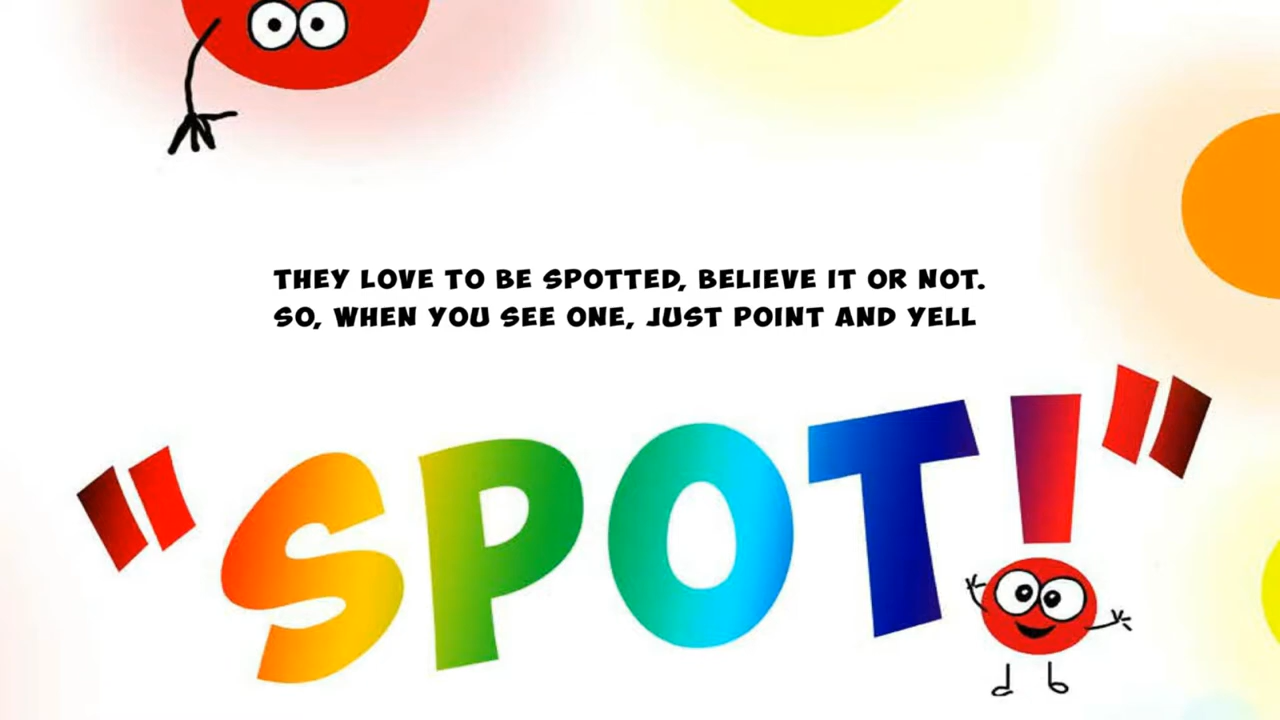 THEY LOVE TO BE SPOTTED, BELIEVE IT OR NOT.
SO, WHEN YOU SEE ONE, JUST POINT AND YELL
"SPOT!"